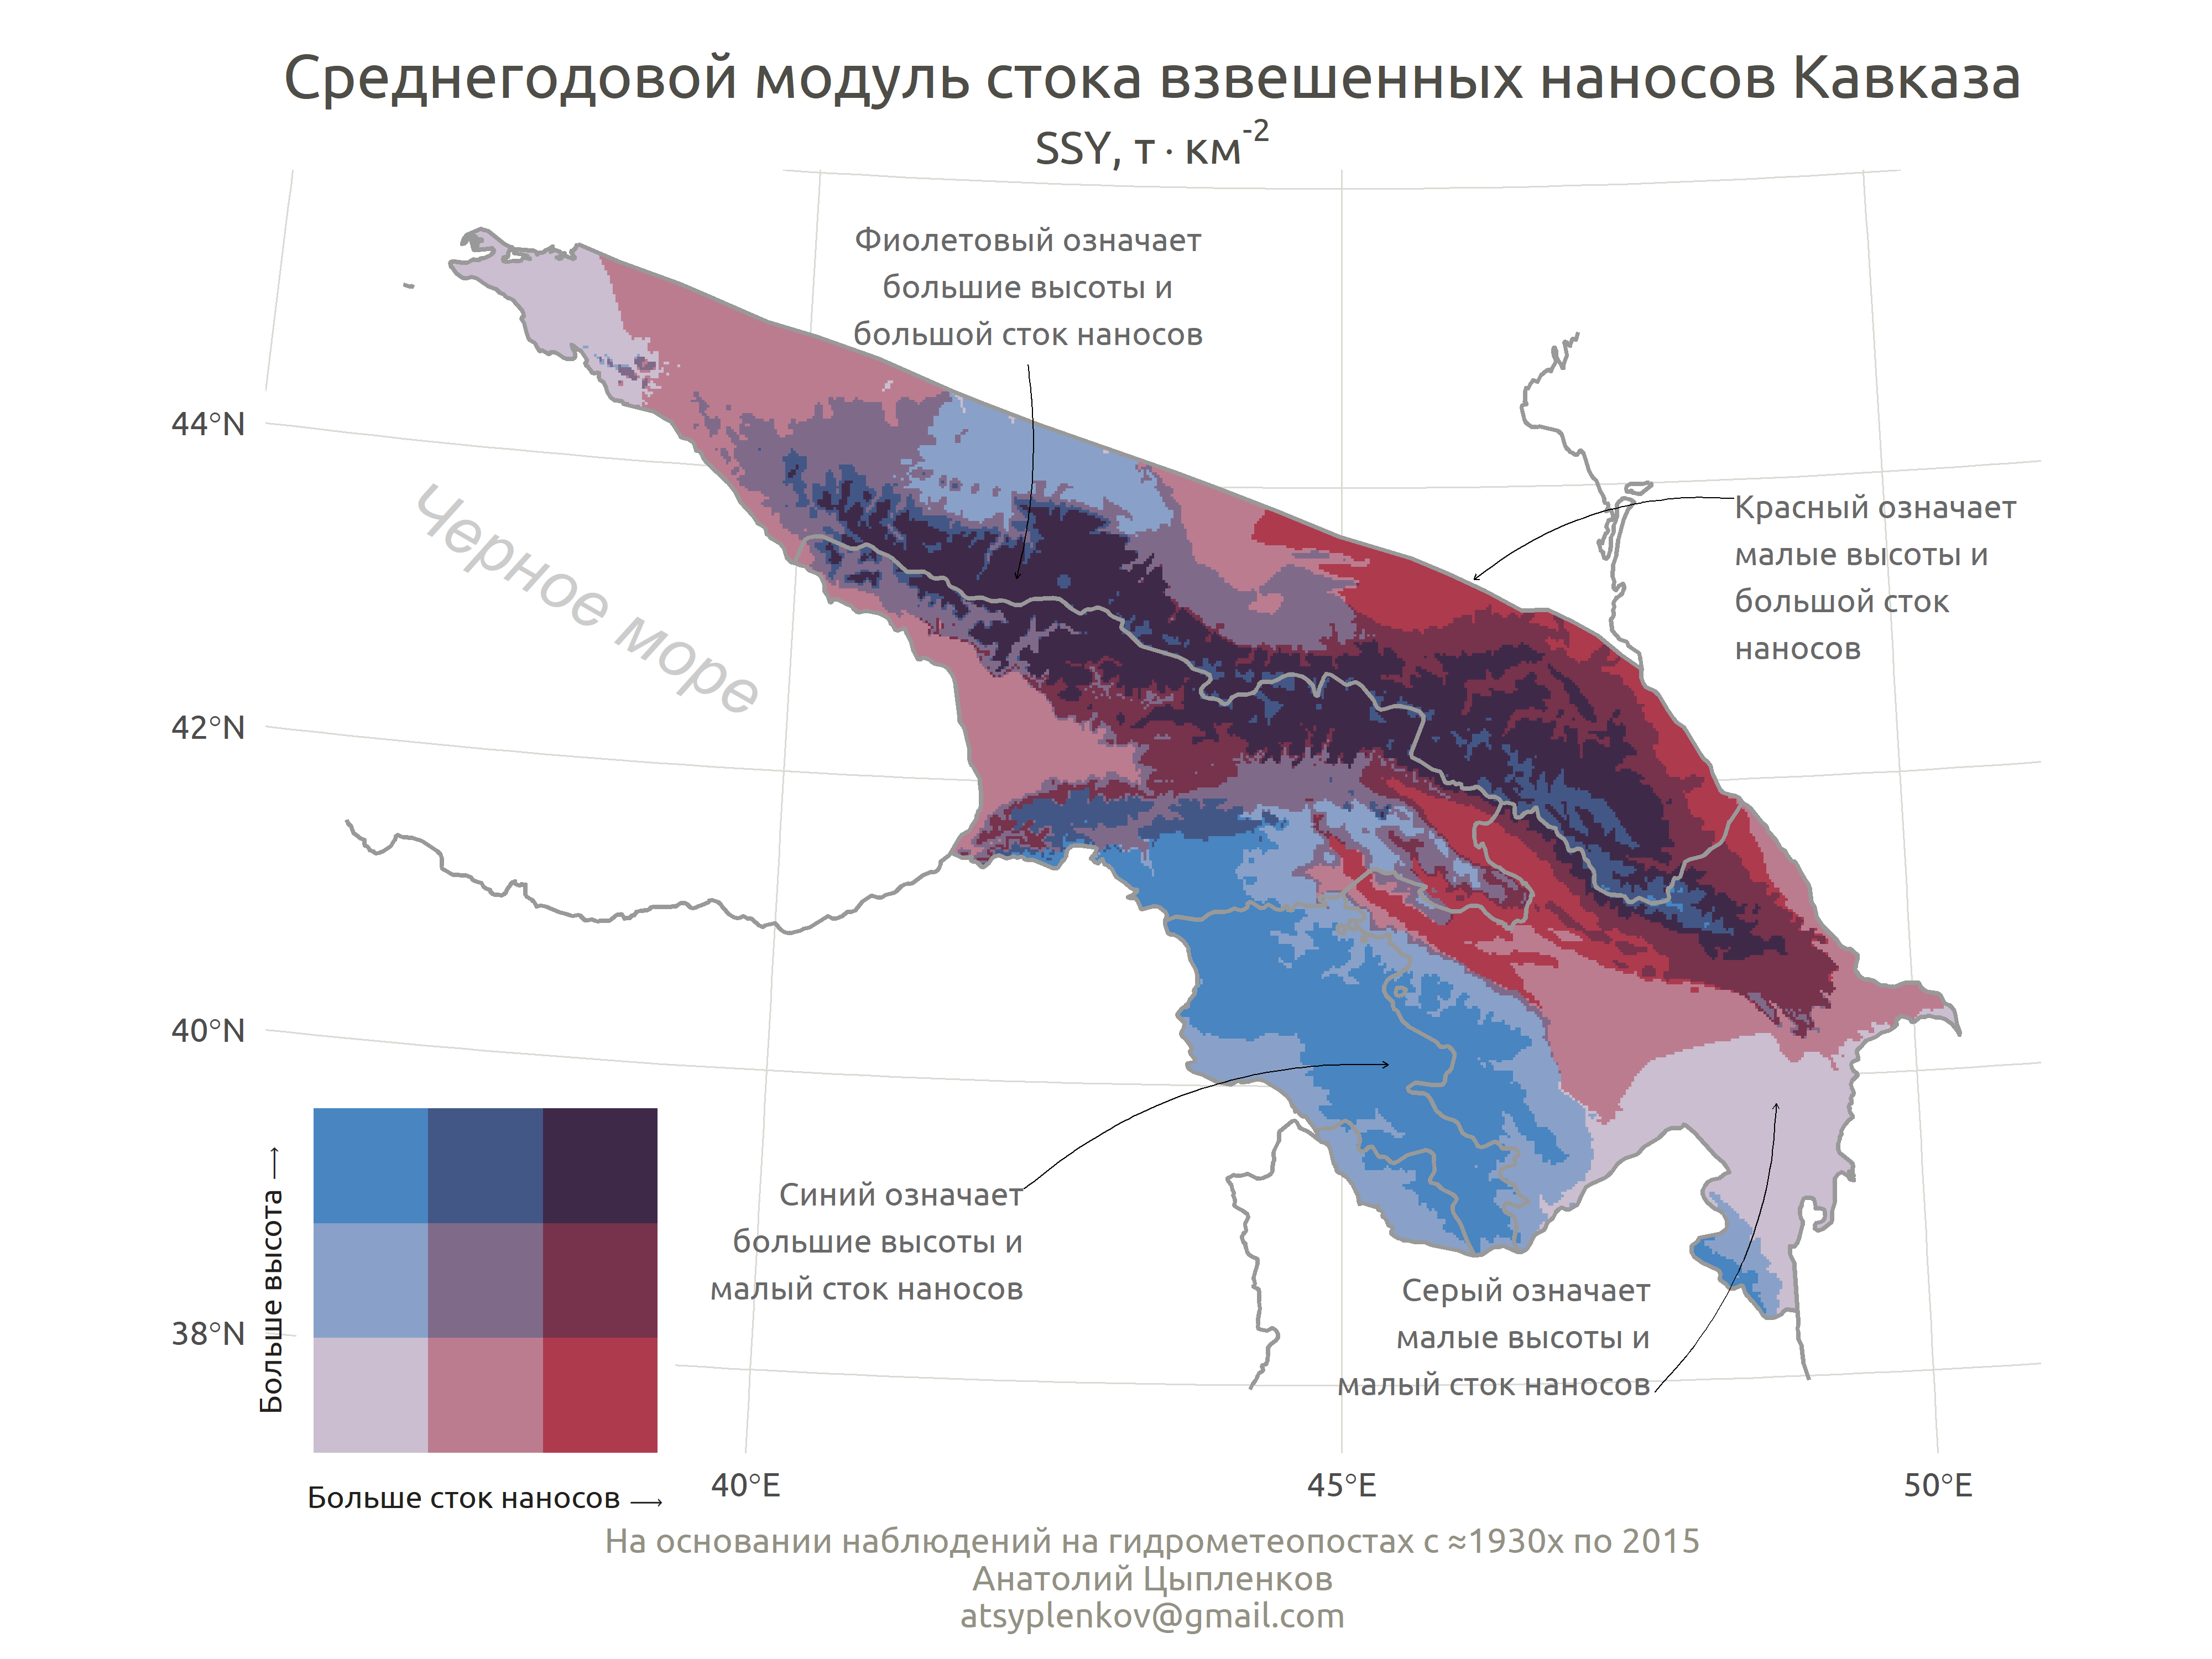 Среднегодовой модуль стока взвешенных наносов Кавказа
SSY, т · км⁻²
Фиолетовый означает
большие высоты и
большой сток наносов
Красный означает
малые высоты и
большой сток
наносов
Черное море
44°N
42°N
40°N
38°N
Синий означает
большие высоты и
малый сток наносов
Серый означает
малые высоты и
малый сток наносов
Больше высота →
Больше сток наносов →
40°E
45°E
50°E
На основании наблюдений на гидрометеопостах с ≈1930х по 2015
Анатолий Цыпленков
atsyplenkov@gmail.com